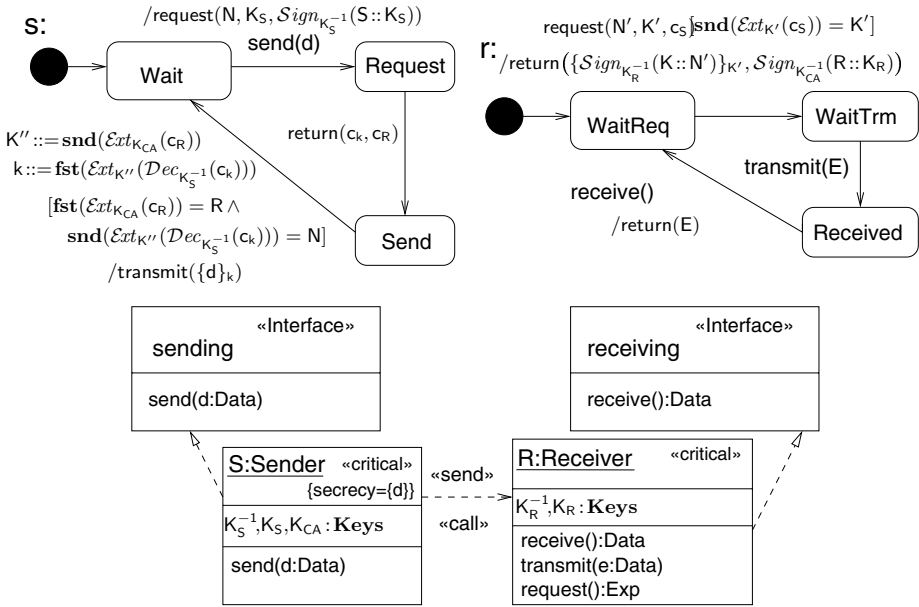 s:
/request(N, K_S, Sign_{K_S^{-1}}(S::K_S))
send(d)
Wait
Request
return(c_k, c_R)
K''::=snd(Ext_{K_CA}(c_R))
k::=fst(Ext_{K''}(Dec_{K_S^{-1}}(c_k)))
[fst(Ext_{K_CA}(c_R)) = R ∧
snd(Ext_{K''}(Dec_{K_S^{-1}}(c_k))) = N]
/transmit({d}_k)
Send
r:
request(N', K', c_S)[snd(Ext_{K'}(c_S)) = K']
/return({Sign_{K_R^{-1}}(K::N')}_{K'}, Sign_{K_CA^{-1}}(R::K_R))
WaitReq
WaitTrm
transmit(E)
receive()
/return(E)
Received
«Interface»
sending
send(d:Data)
«Interface»
receiving
receive():Data
S:Sender «critical»
{secrecy={d}}
K_S^{-1},K_S,K_CA:Keys
send(d:Data)
«send»
«call»
R:Receiver «critical»
K_R^{-1},K_R:Keys
receive():Data
transmit(e:Data)
request():Exp